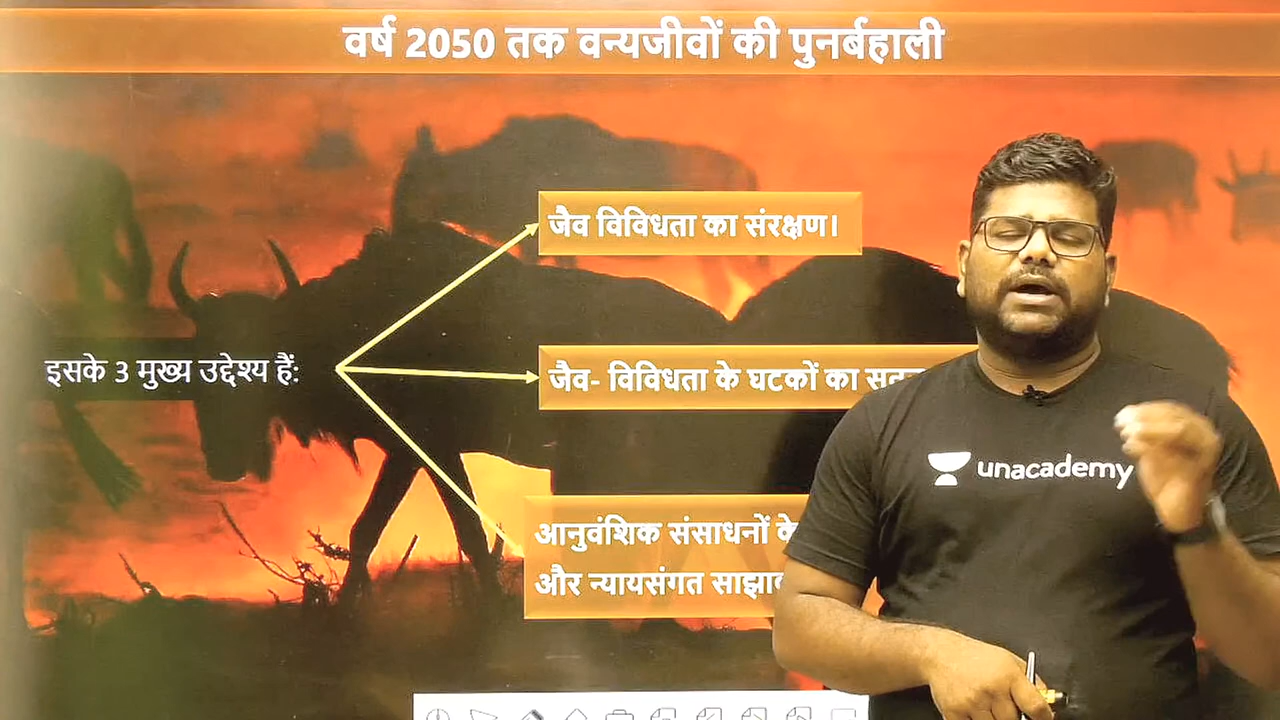 वर्ष 2050 तक वन्यजीवों की पुनर्बहाली
जैव विविधता का संरक्षण।
इसके 3 मुख्य उद्देश्य हैं:
जैव- विविधता के घटकों का
unacademy
आनुवंशिक संसाधनों
और न्यायसंगत